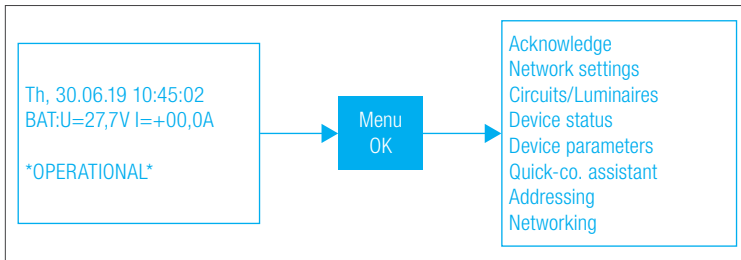 Th, 30.06.19 10:45:02
BAT:U=27,7V I=+00,0A
*OPERATIONAL*
Menu
OK
Acknowledge
Network settings
Circuits/Luminaires
Device status
Device parameters
Quick-co. assistant
Addressing
Networking